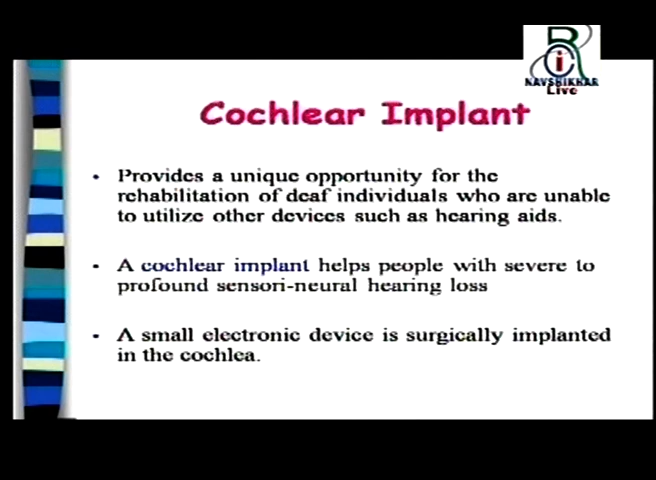 RCi
NAVSHIKHAR
Live
Cochlear Implant
• Provides a unique opportunity for the
rehabilitation of deaf individuals who are unable
to utilize other devices such as hearing aids.
• A cochlear implant helps people with severe to
profound sensori-neural hearing loss
• A small electronic device is surgically implanted
in the cochlea.